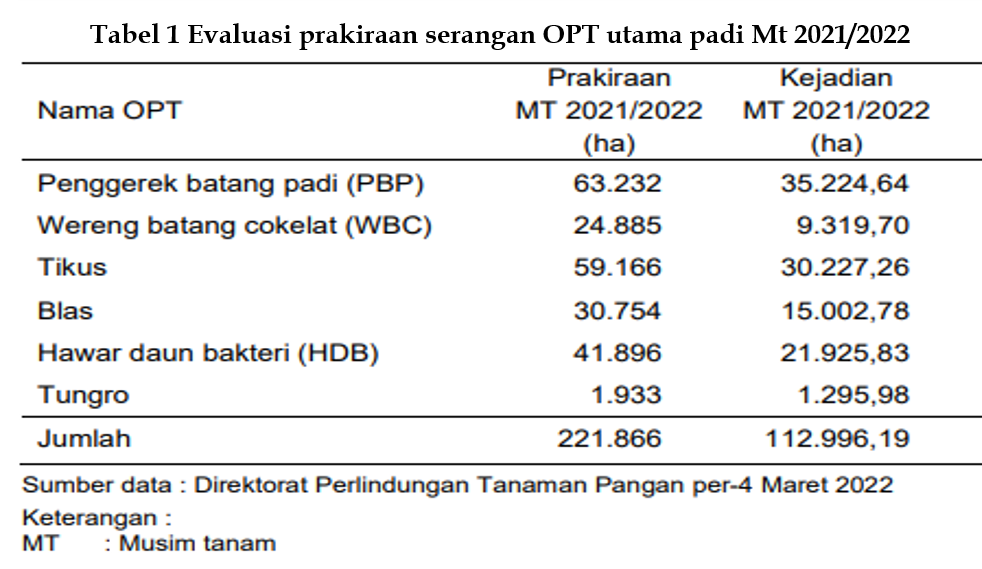 Tabel 1 Evaluasi prakiraan serangan OPT utama padi Mt 2021/2022
Nama OPT Prakiraan MT 2021/2022 (ha) Kejadian MT 2021/2022 (ha)
Penggerek batang padi (PBP) 63.232 35.224,64
Wereng batang cokelat (WBC) 24.885 9.319,70
Tikus 59.166 30.227,26
Blas 30.754 15.002,78
Hawar daun bakteri (HDB) 41.896 21.925,83
Tungro 1.933 1.295,98
Jumlah 221.866 112.996,19
Sumber data : Direktorat Perlindungan Tanaman Pangan per-4 Maret 2022
Keterangan :
MT : Musim tanam